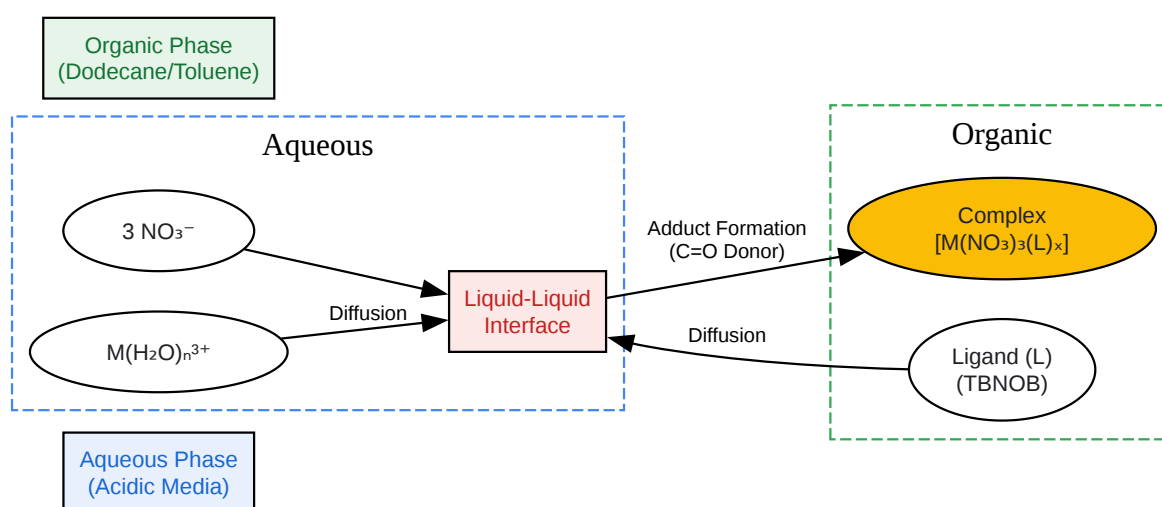 Organic Phase
(Dodecane/Toluene)
Aqueous
Organic
3 NO₃⁻
Adduct Formation
(C=O Donor)
Complex
[M(NO₃)₃(L)ₓ]
Liquid-Liquid
Interface
Diffusion
M(H₂O)ₙ³⁺
Diffusion
Ligand (L)
(TBNOB)
Aqueous Phase
(Acidic Media)